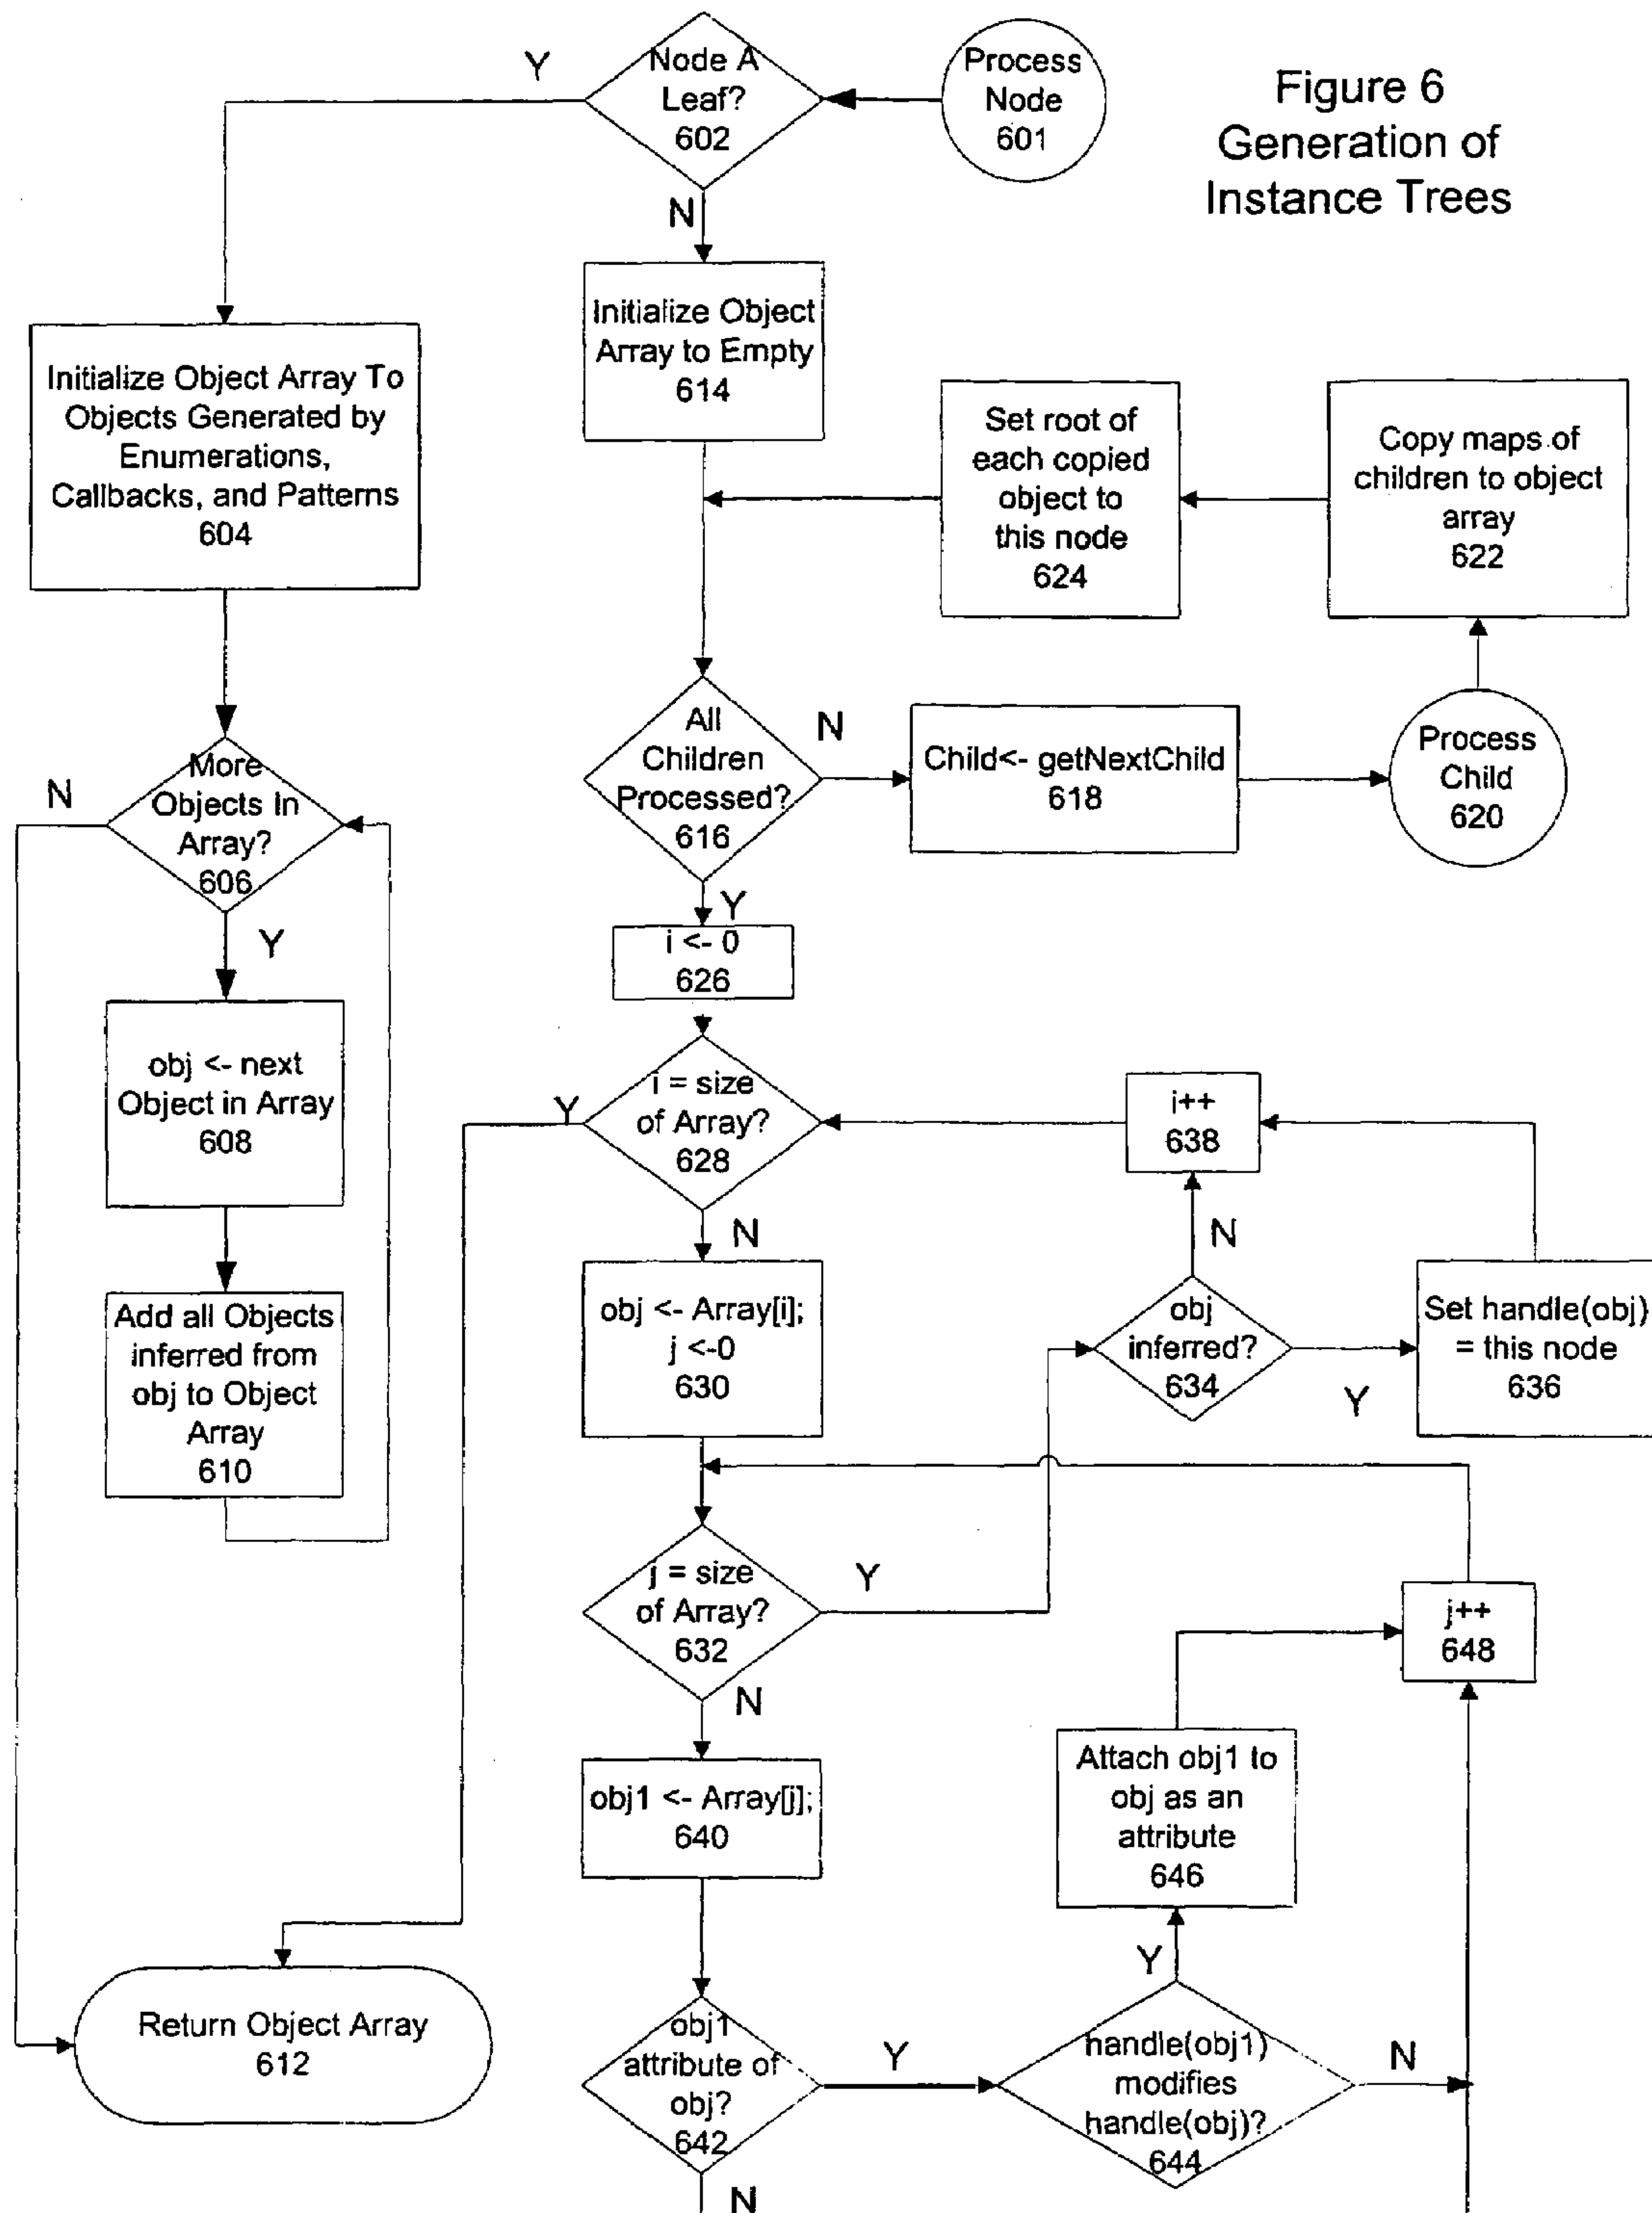 Figure 6
Generation of
Instance Trees
Process
Node
601
Node A
Leaf?
602
Y
N
Initialize Object Array To
Objects Generated by
Enumerations,
Callbacks, and Patterns
604
Initialize Object
Array to Empty
614
Set root of
each copied
object to
this node
624
Copy maps of
children to object
array
622
More
Objects In
Array?
606
N
Y
All
Children
Processed?
616
N
Y
Child<- getNextChild
618
Process
Child
620
i <- 0
626
obj <- next
Object in Array
608
i = size
of Array?
628
Y
N
i++
638
N
Add all Objects
inferred from
obj to Object
Array
610
obj <- Array[i];
j <-0
630
obj
inferred?
634
Y
Set handle(obj)
= this node
636
j = size
of Array?
632
Y
N
j++
648
obj1 <- Array[j];
640
Attach obj1 to
obj as an
attribute
646
Y
Return Object Array
612
obj1
attribute of
obj?
642
Y
N
handle(obj1)
modifies
handle(obj)?
644
N